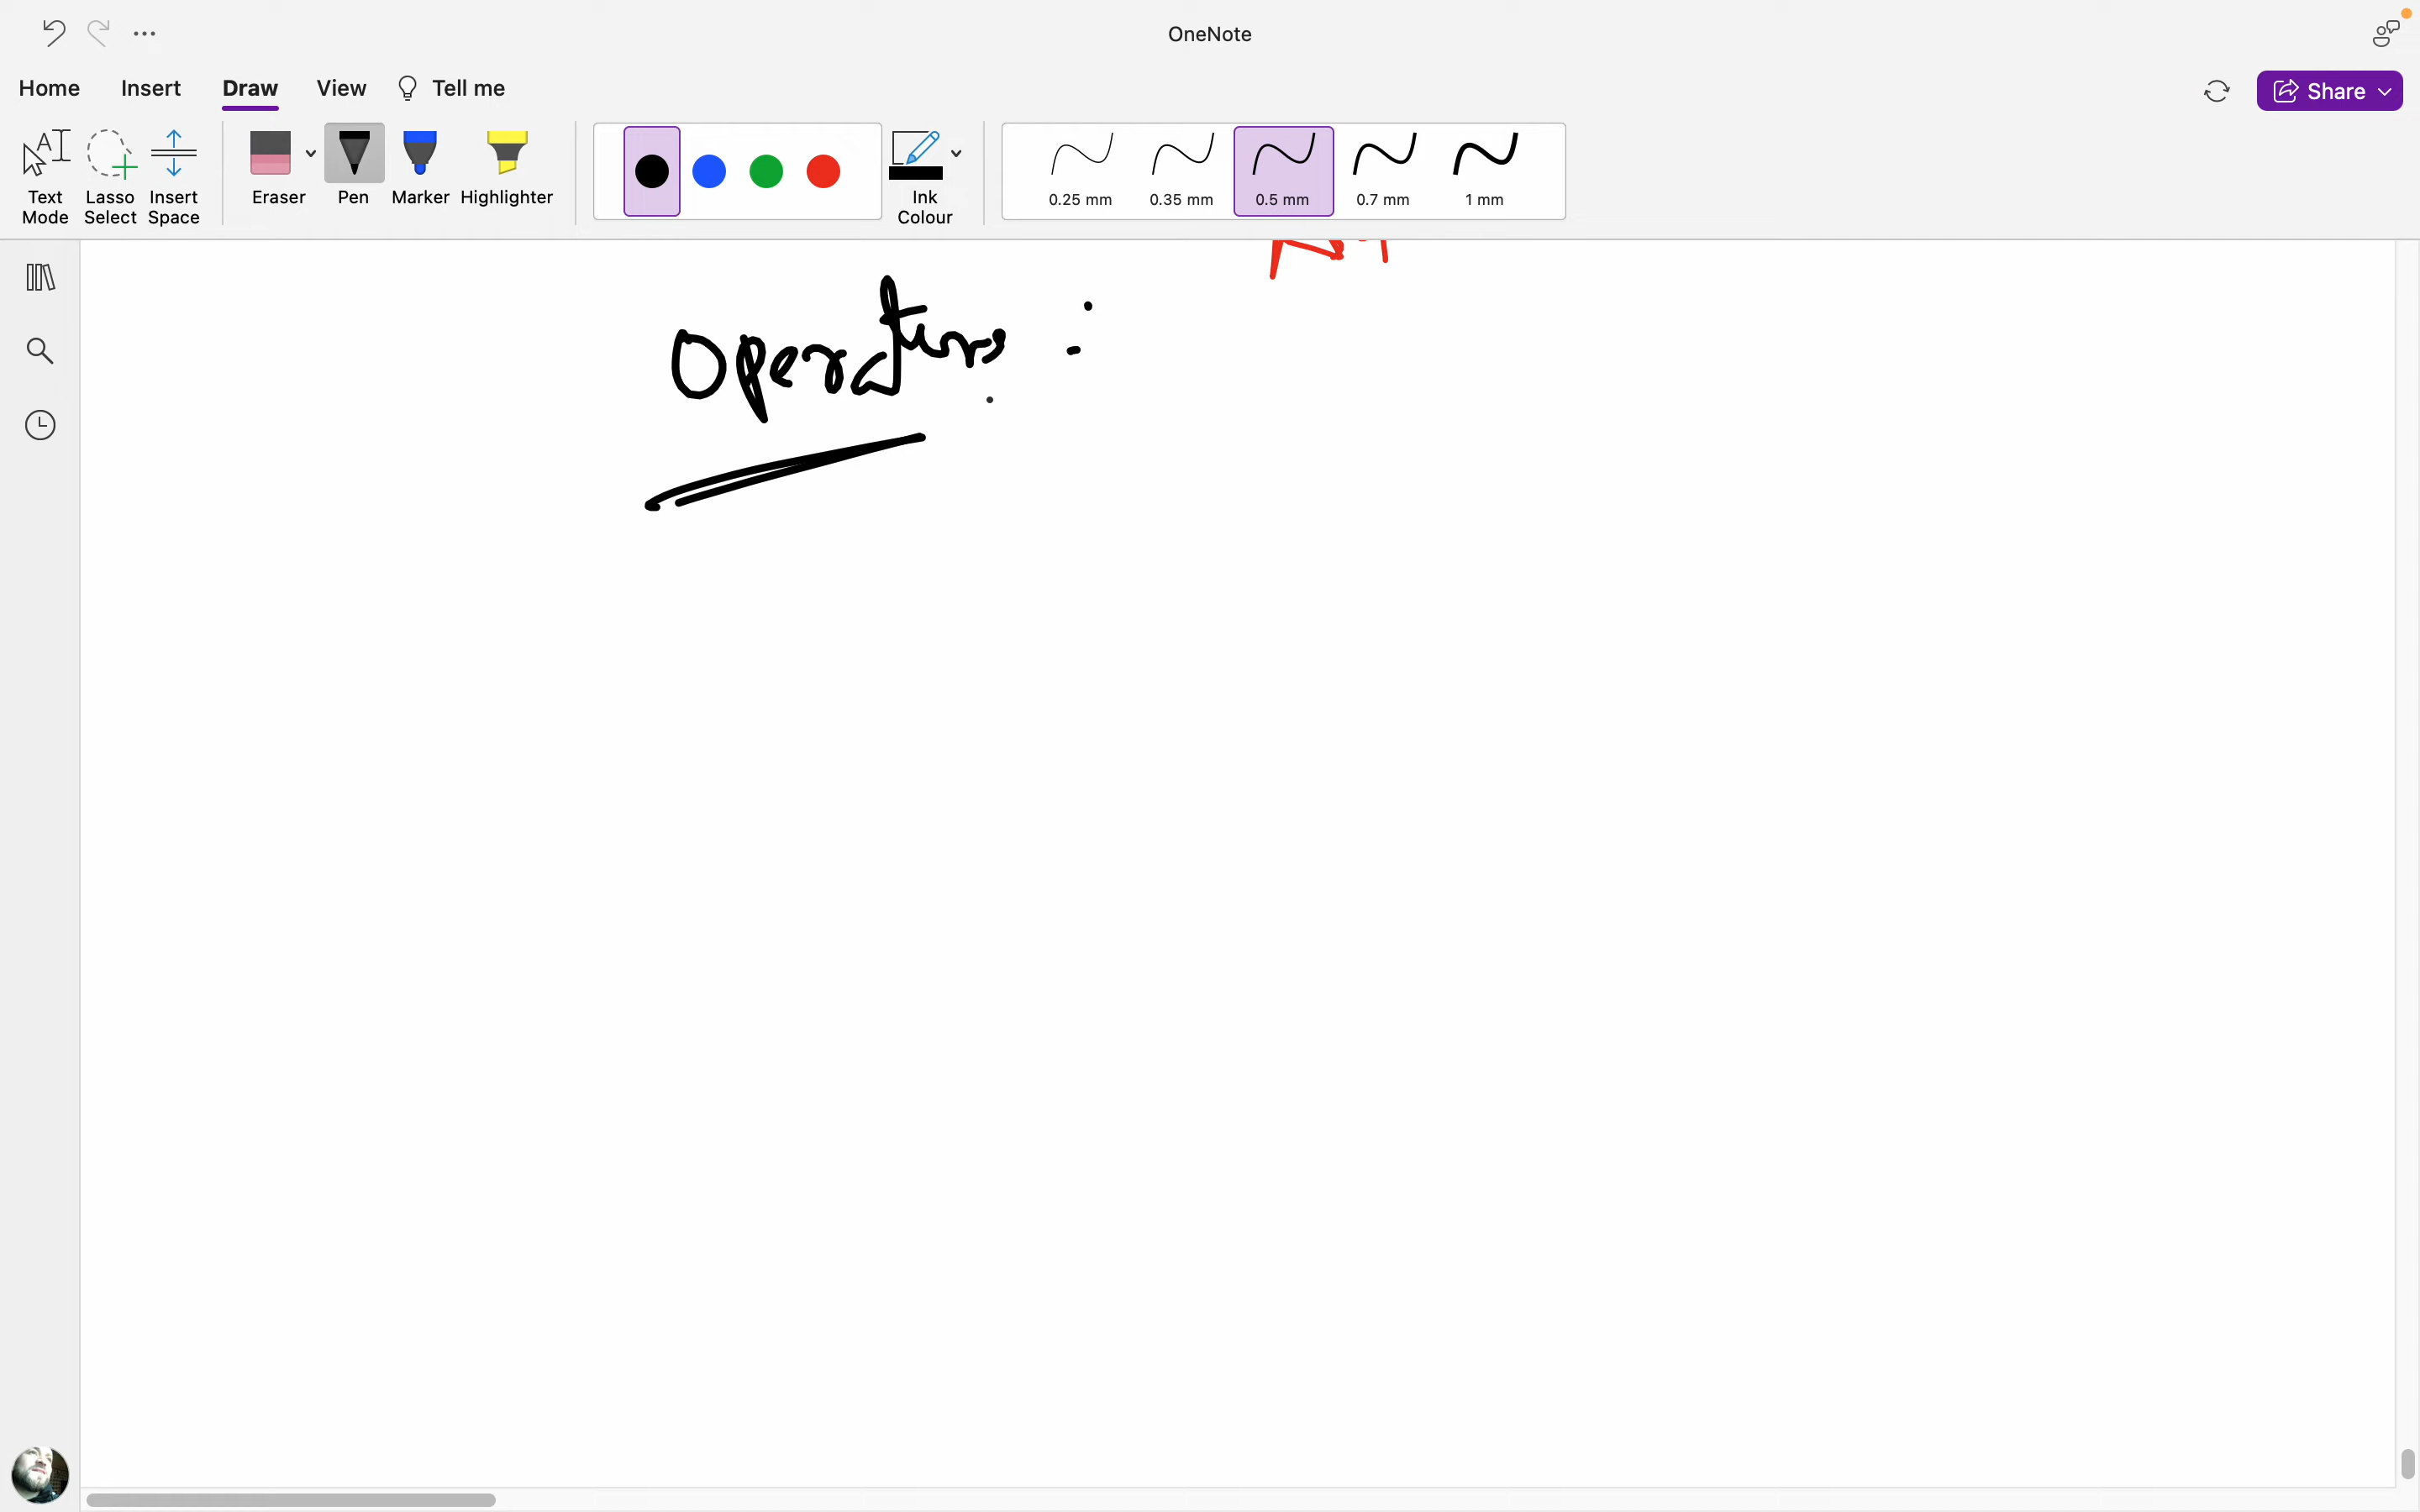 OneNote
Home Insert Draw View Tell me
Share
Text Mode
Lasso Select
Insert Space
Eraser
Pen
Marker
Highlighter
Ink Colour
0.25 mm
0.35 mm
0.5 mm
0.7 mm
1 mm
Operators :